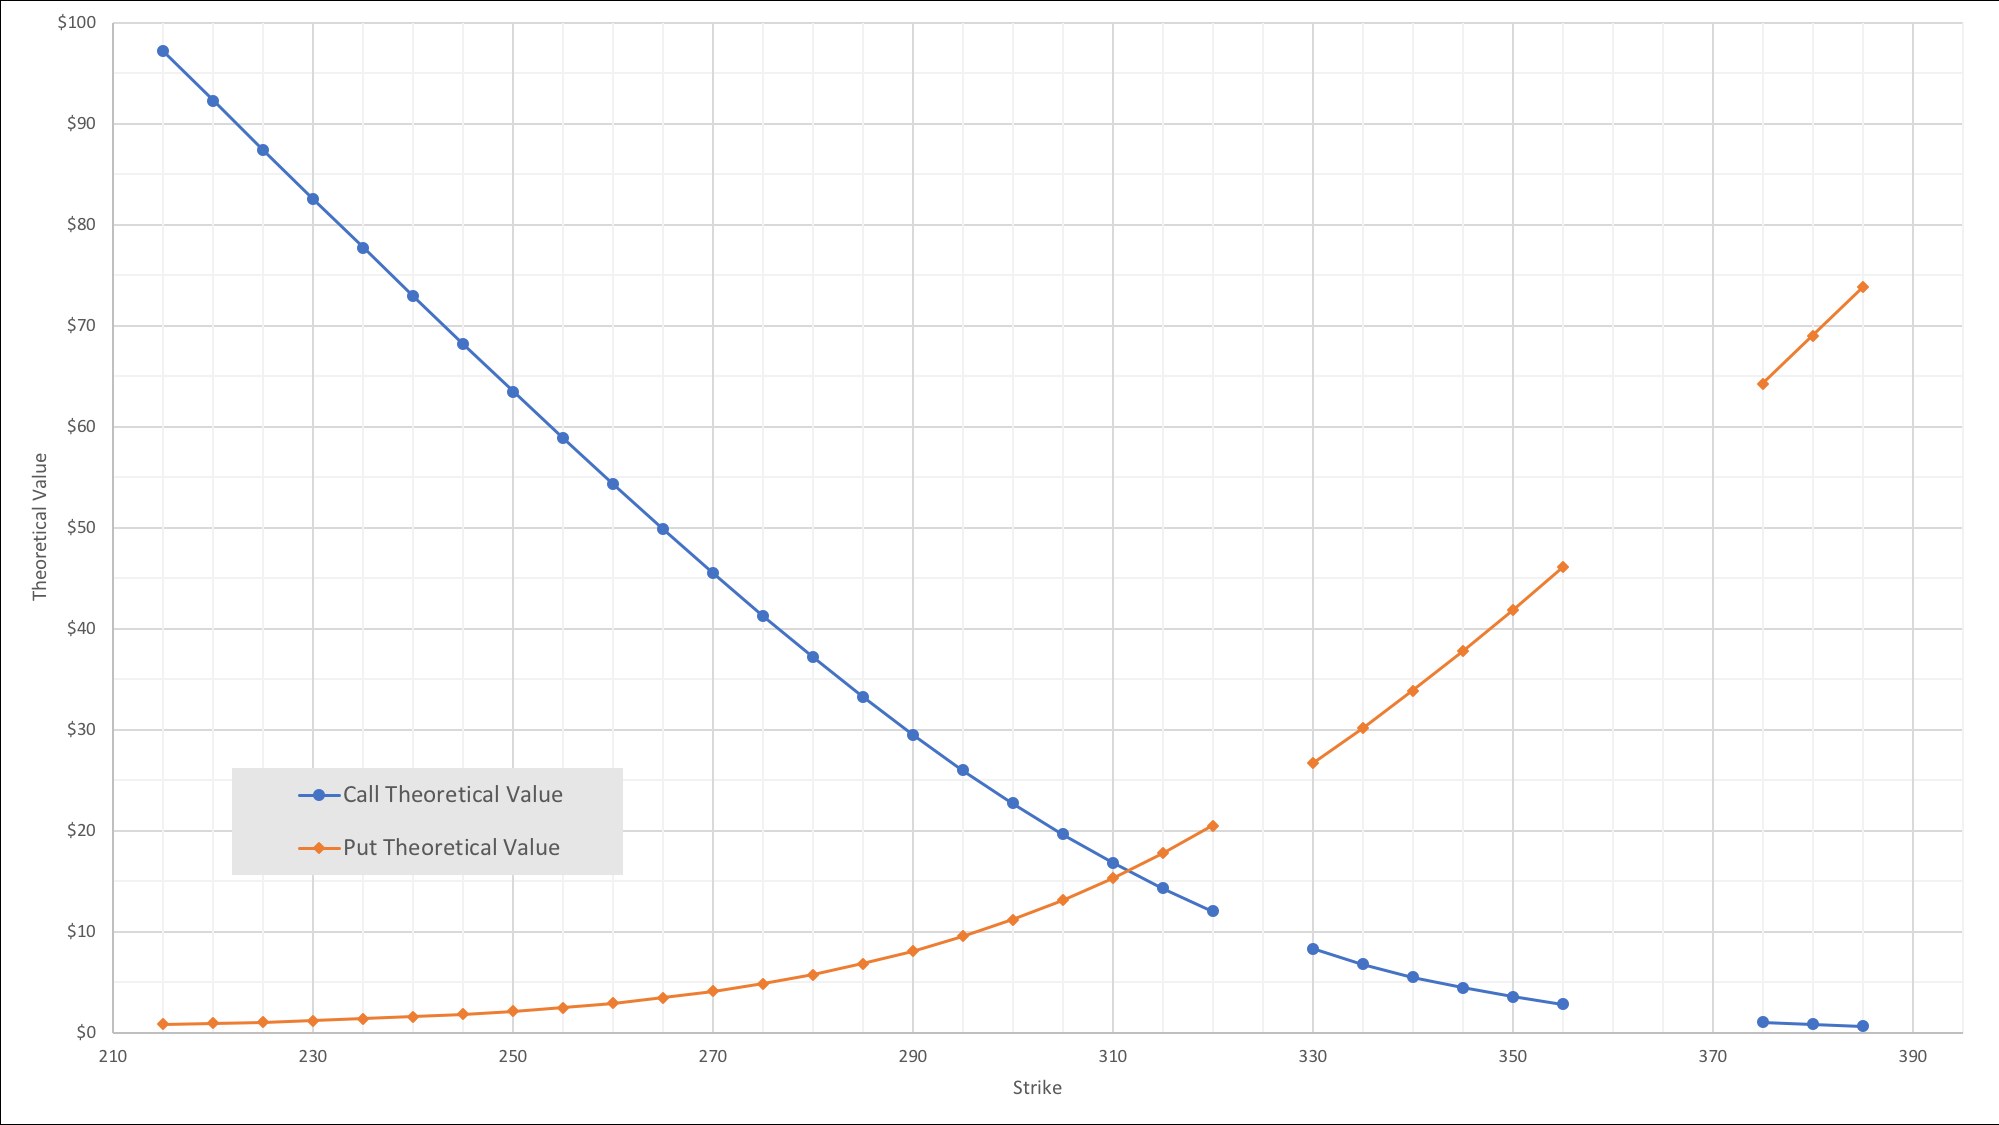 $100
$90
$80
$70
$60
$50
$40
$30
$20
$10
$0
Theoretical Value
Call Theoretical Value
Put Theoretical Value
210 230 250 270 290 310 330 350 370 390
Strike